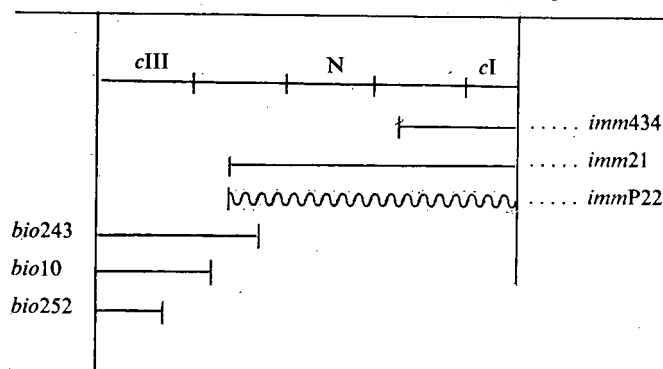 cIII N cI
..... imm434
..... imm21
..... immP22
bio243
bio10
bio252